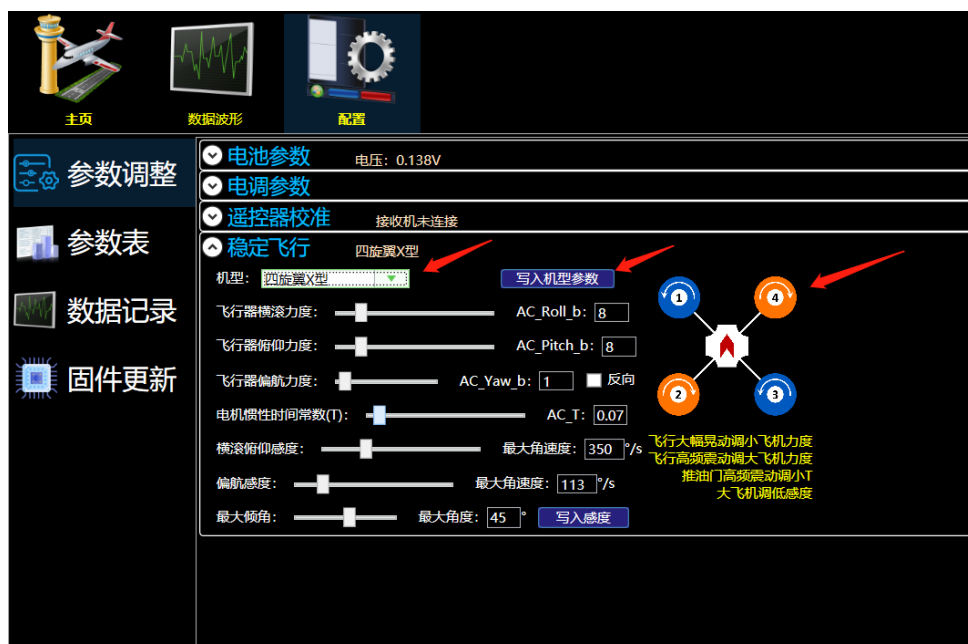 主页
数据波形
配置
参数调整
参数表
数据记录
固件更新
电池参数 电压：0.138V
电调参数
遥控器校准 接收机未连接
稳定飞行 四旋翼X型
机型： 四旋翼X型 写入机型参数
飞行器横滚力度： AC_Roll_b： 8
飞行器俯仰力度： AC_Pitch_b： 8
飞行器偏航力度： AC_Yaw_b： 1 反向
电机惯性时间常数(T)： AC_T： 0.07
横滚俯仰感度： 最大角速度： 350 °/s
偏航感度： 最大角速度： 113 °/s
最大倾角： 最大角度： 45 ° 写入感度
1
4
2
3
飞行大幅晃动调小飞机力度
飞行高频震动调大飞机力度
推油门高频震动调小T
大飞机调低感度